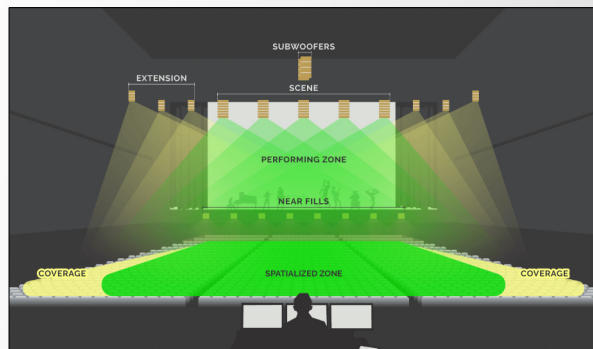 SUBWOOFERS
EXTENSION
SCENE
PERFORMING ZONE
NEAR FILLS
COVERAGE
SPATIALIZED ZONE
COVERAGE